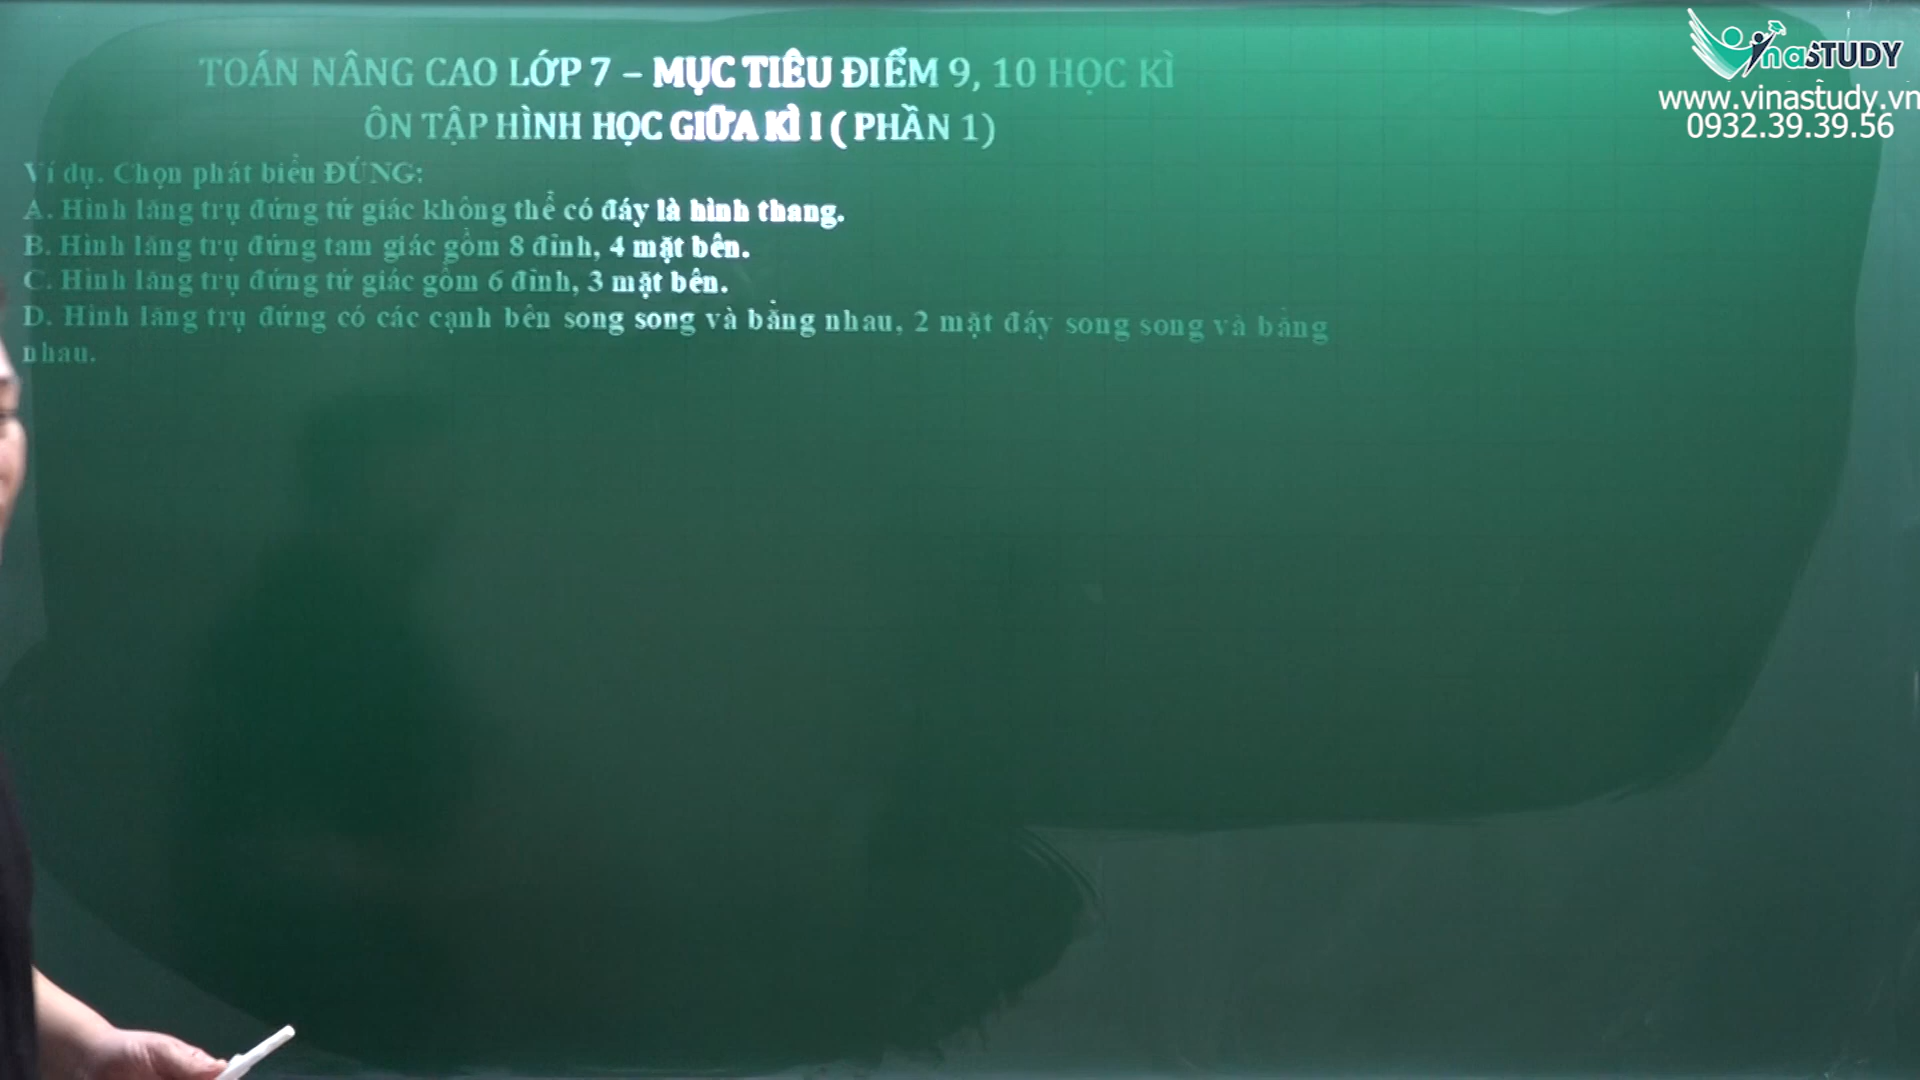 TOÁN NÂNG CAO LỚP 7 – MỤC TIÊU ĐIỂM 9, 10 HỌC KÌ
ÔN TẬP HÌNH HỌC GIỮA KÌ I ( PHẦN 1)
Ví dụ. Chọn phát biểu ĐÚNG:
A. Hình lăng trụ đứng tứ giác không thể có đáy là hình thang.
B. Hình lăng trụ đứng tam giác gồm 8 đỉnh, 4 mặt bên.
C. Hình lăng trụ đứng tứ giác gồm 6 đỉnh, 3 mặt bên.
D. Hình lăng trụ đứng có các cạnh bên song song và bằng nhau, 2 mặt đáy song song và bằng
nhau.
VinaSTUDY
www.vinastudy.vn
0932.39.39.56